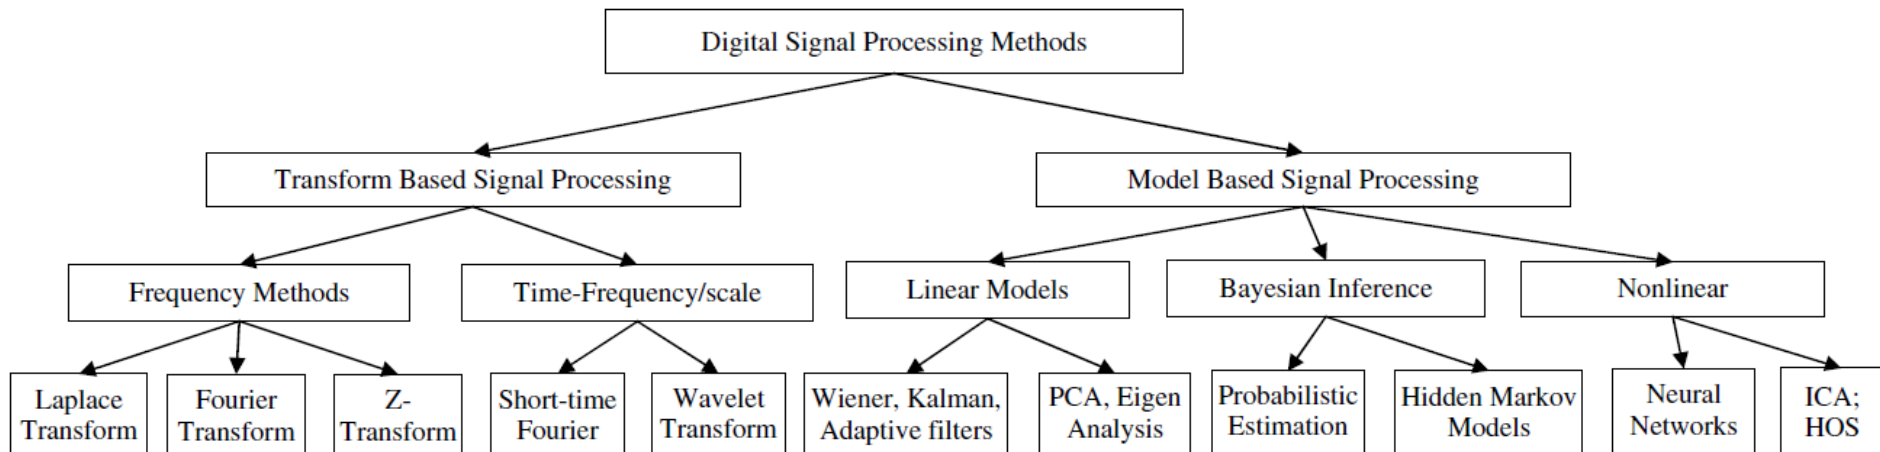 Digital Signal Processing Methods
Transform Based Signal Processing
Model Based Signal Processing
Frequency Methods
Time-Frequency/scale
Linear Models
Bayesian Inference
Nonlinear
Laplace
Transform
Fourier
Transform
Z-
Transform
Short-time
Fourier
Wavelet
Transform
Wiener, Kalman,
Adaptive filters
PCA, Eigen
Analysis
Probabilistic
Estimation
Hidden Markov
Models
Neural
Networks
ICA;
HOS